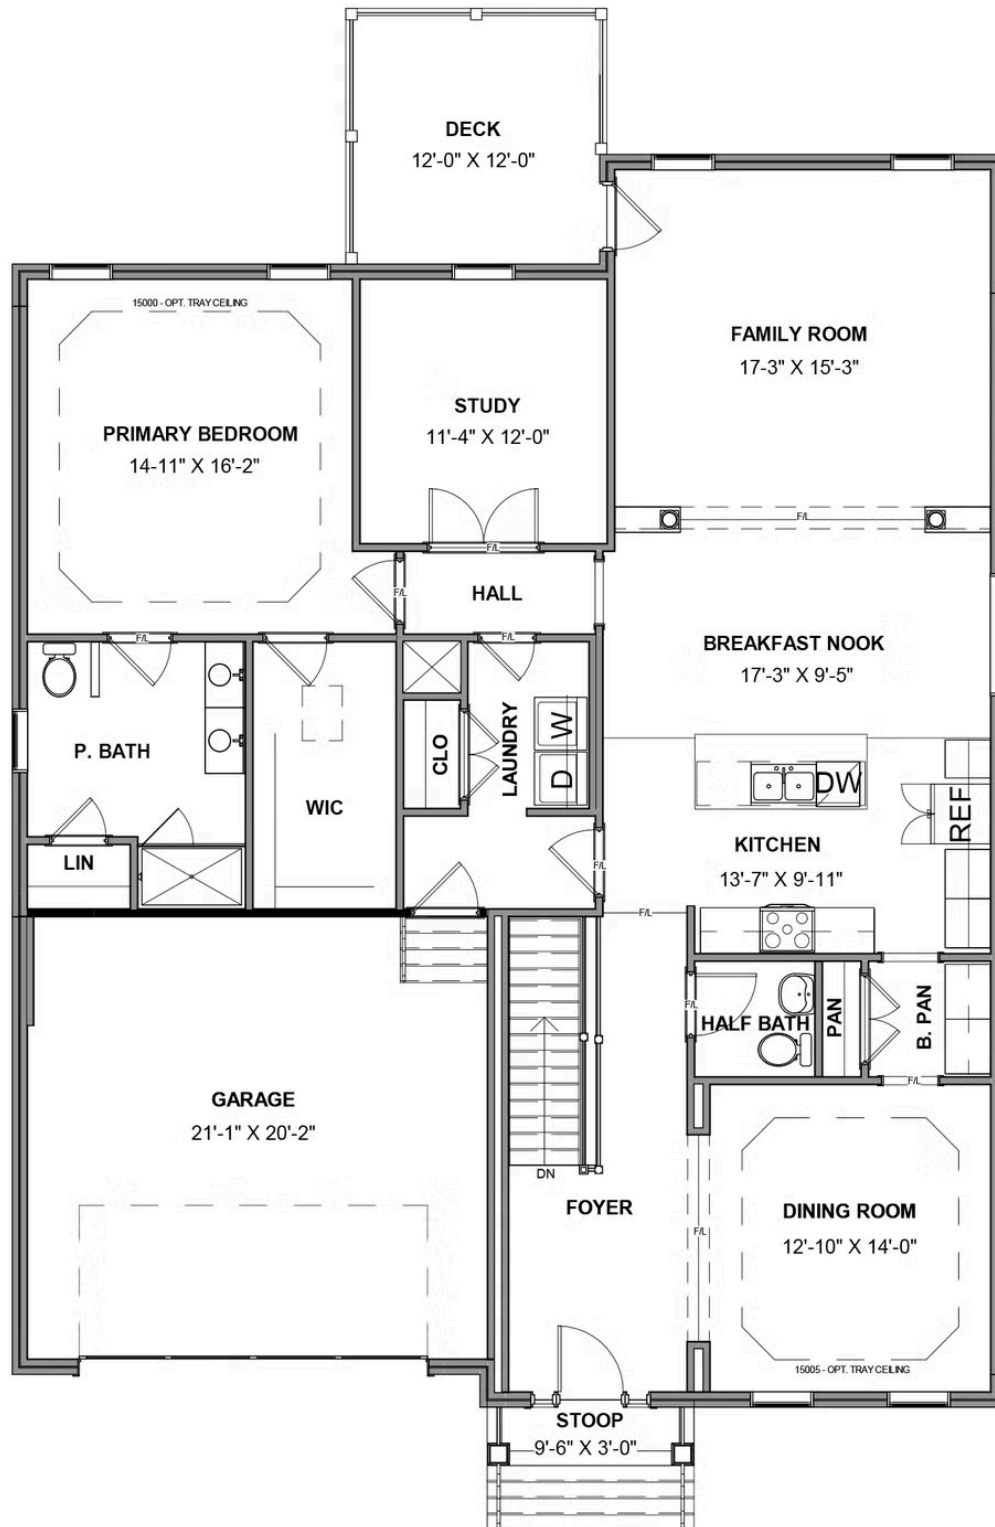 DECK
12'-0" X 12'-0"
15000 - OPT. TRAY CEILING
FAMILY ROOM
17-3" X 15'-3"
STUDY
11'-4" X 12'-0"
PRIMARY BEDROOM
14-11" X 16'-2"
F/L
F/L
F/L
HALL
F/L
F/L
BREAKFAST NOOK
17'-3" X 9'-5"
P. BATH
CLO
LAUNDRY
W
D
DW
REF
WIC
KITCHEN
13'-7" X 9'-11"
LIN
F/L
F/L
F/L
HALF BATH
PAN
B. PAN
F/L
GARAGE
21'-1" X 20'-2"
DN
FOYER
F/L
DINING ROOM
12'-10" X 14'-0"
15005 - OPT. TRAY CEILING
STOOP
9'-6" X 3'-0"